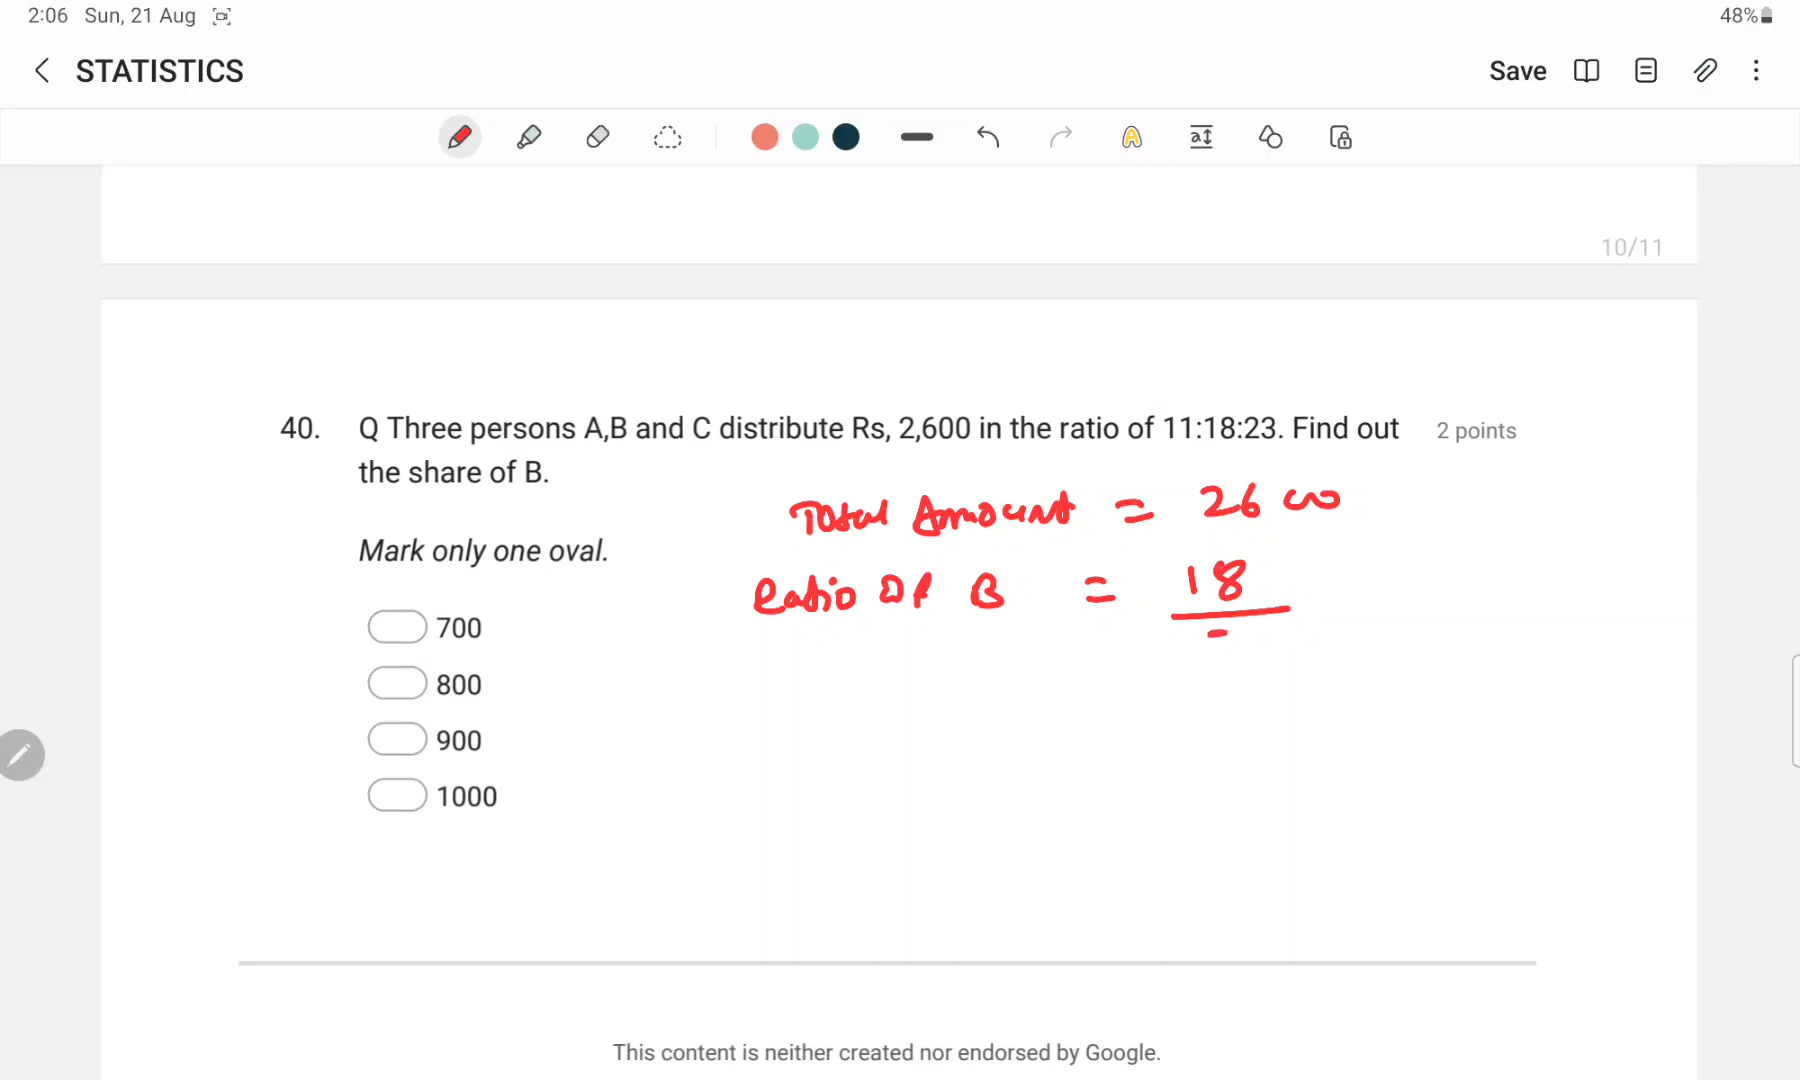 2:06 Sun, 21 Aug 48%
STATISTICS Save
10/11
40. Q Three persons A,B and C distribute Rs, 2,600 in the ratio of 11:18:23. Find out 2 points
the share of B.
Total Amount = 2600
Mark only one oval.
Ratio Of B = 18
700
800
900
1000
This content is neither created nor endorsed by Google.